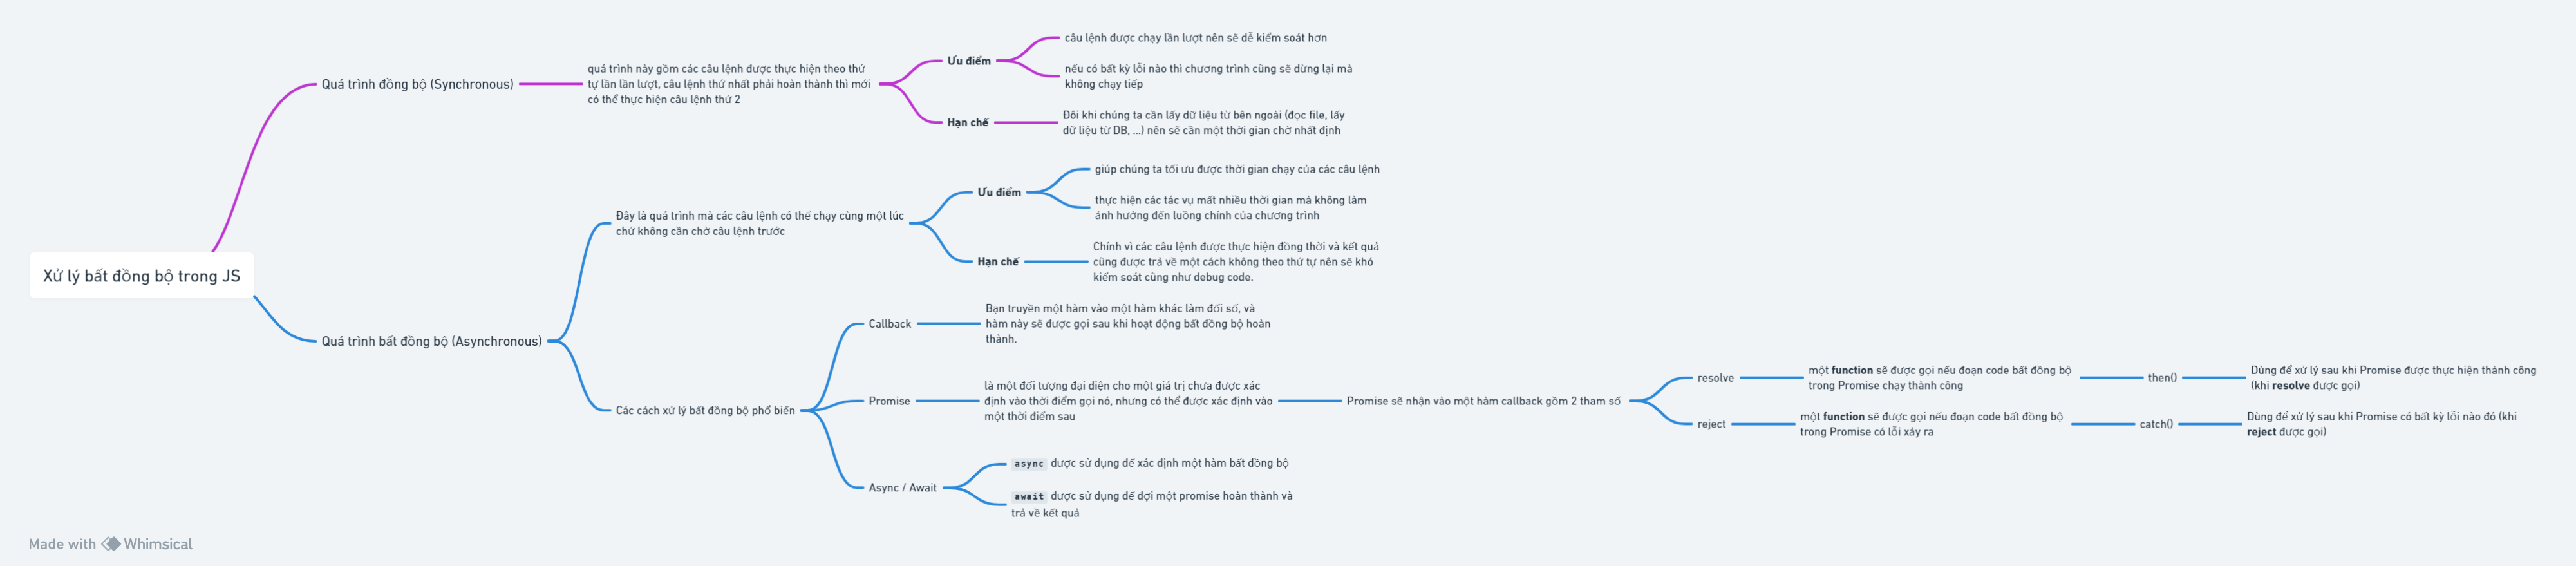 Xử lý bất đồng bộ trong JS
Quá trình đồng bộ (Synchronous)
quá trình này gồm các câu lệnh được thực hiện theo thứ
tự lần lần lượt, câu lệnh thứ nhất phải hoàn thành thì mới
có thể thực hiện câu lệnh thứ 2
Ưu điểm
câu lệnh được chạy lần lượt nên sẽ dễ kiểm soát hơn
nếu có bất kỳ lỗi nào thì chương trình cũng sẽ dừng lại mà
không chạy tiếp
Hạn chế
Đôi khi chúng ta cần lấy dữ liệu từ bên ngoài (đọc file, lấy
dữ liệu từ DB, ...) nên sẽ cần một thời gian chờ nhất định
Quá trình bất đồng bộ (Asynchronous)
Đây là quá trình mà các câu lệnh có thể chạy cùng một lúc
chứ không cần chờ câu lệnh trước
Ưu điểm
giúp chúng ta tối ưu được thời gian chạy của các câu lệnh
thực hiện các tác vụ mất nhiều thời gian mà không làm
ảnh hưởng đến luồng chính của chương trình
Hạn chế
Chính vì các câu lệnh được thực hiện đồng thời và kết quả
cũng được trả về một cách không theo thứ tự nên sẽ khó
kiểm soát cũng như debug code.
Các cách xử lý bất đồng bộ phổ biến
Callback
Bạn truyền một hàm vào một hàm khác làm đối số, và
hàm này sẽ được gọi sau khi hoạt động bất đồng bộ hoàn
thành.
Promise
là một đối tượng đại diện cho một giá trị chưa được xác
định vào thời điểm gọi nó, nhưng có thể được xác định vào
một thời điểm sau
Promise sẽ nhận vào một hàm callback gồm 2 tham số
resolve
một function sẽ được gọi nếu đoạn code bất đồng bộ
trong Promise chạy thành công
then()
Dùng để xử lý sau khi Promise được thực hiện thành công
(khi resolve được gọi)
reject
một function sẽ được gọi nếu đoạn code bất đồng bộ
trong Promise có lỗi xảy ra
catch()
Dùng để xử lý sau khi Promise có bất kỳ lỗi nào đó (khi
reject được gọi)
Async / Await
async được sử dụng để xác định một hàm bất đồng bộ
await được sử dụng để đợi một promise hoàn thành và
trả về kết quả
Made with Whimsical